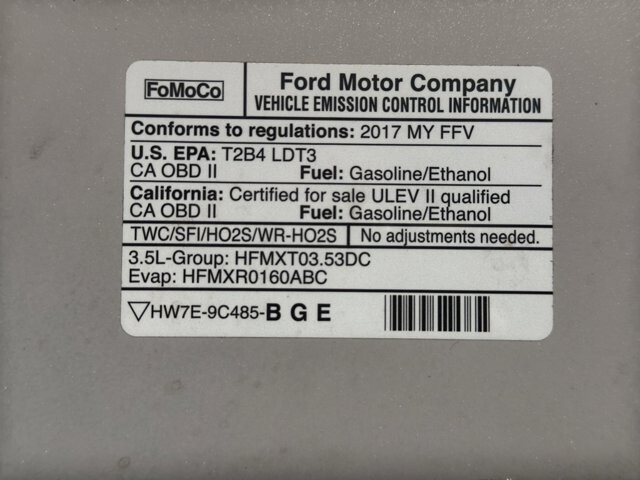 FoMoCo
Ford Motor Company
VEHICLE EMISSION CONTROL INFORMATION
Conforms to regulations: 2017 MY FFV
U.S. EPA: T2B4 LDT3
CA OBD II Fuel: Gasoline/Ethanol
California: Certified for sale ULEV II qualified
CA OBD II Fuel: Gasoline/Ethanol
TWC/SFI/HO2S/WR-HO2S No adjustments needed.
3.5L-Group: HFMXT03.53DC
Evap: HFMXR0160ABC
HW7E-9C485-B G E